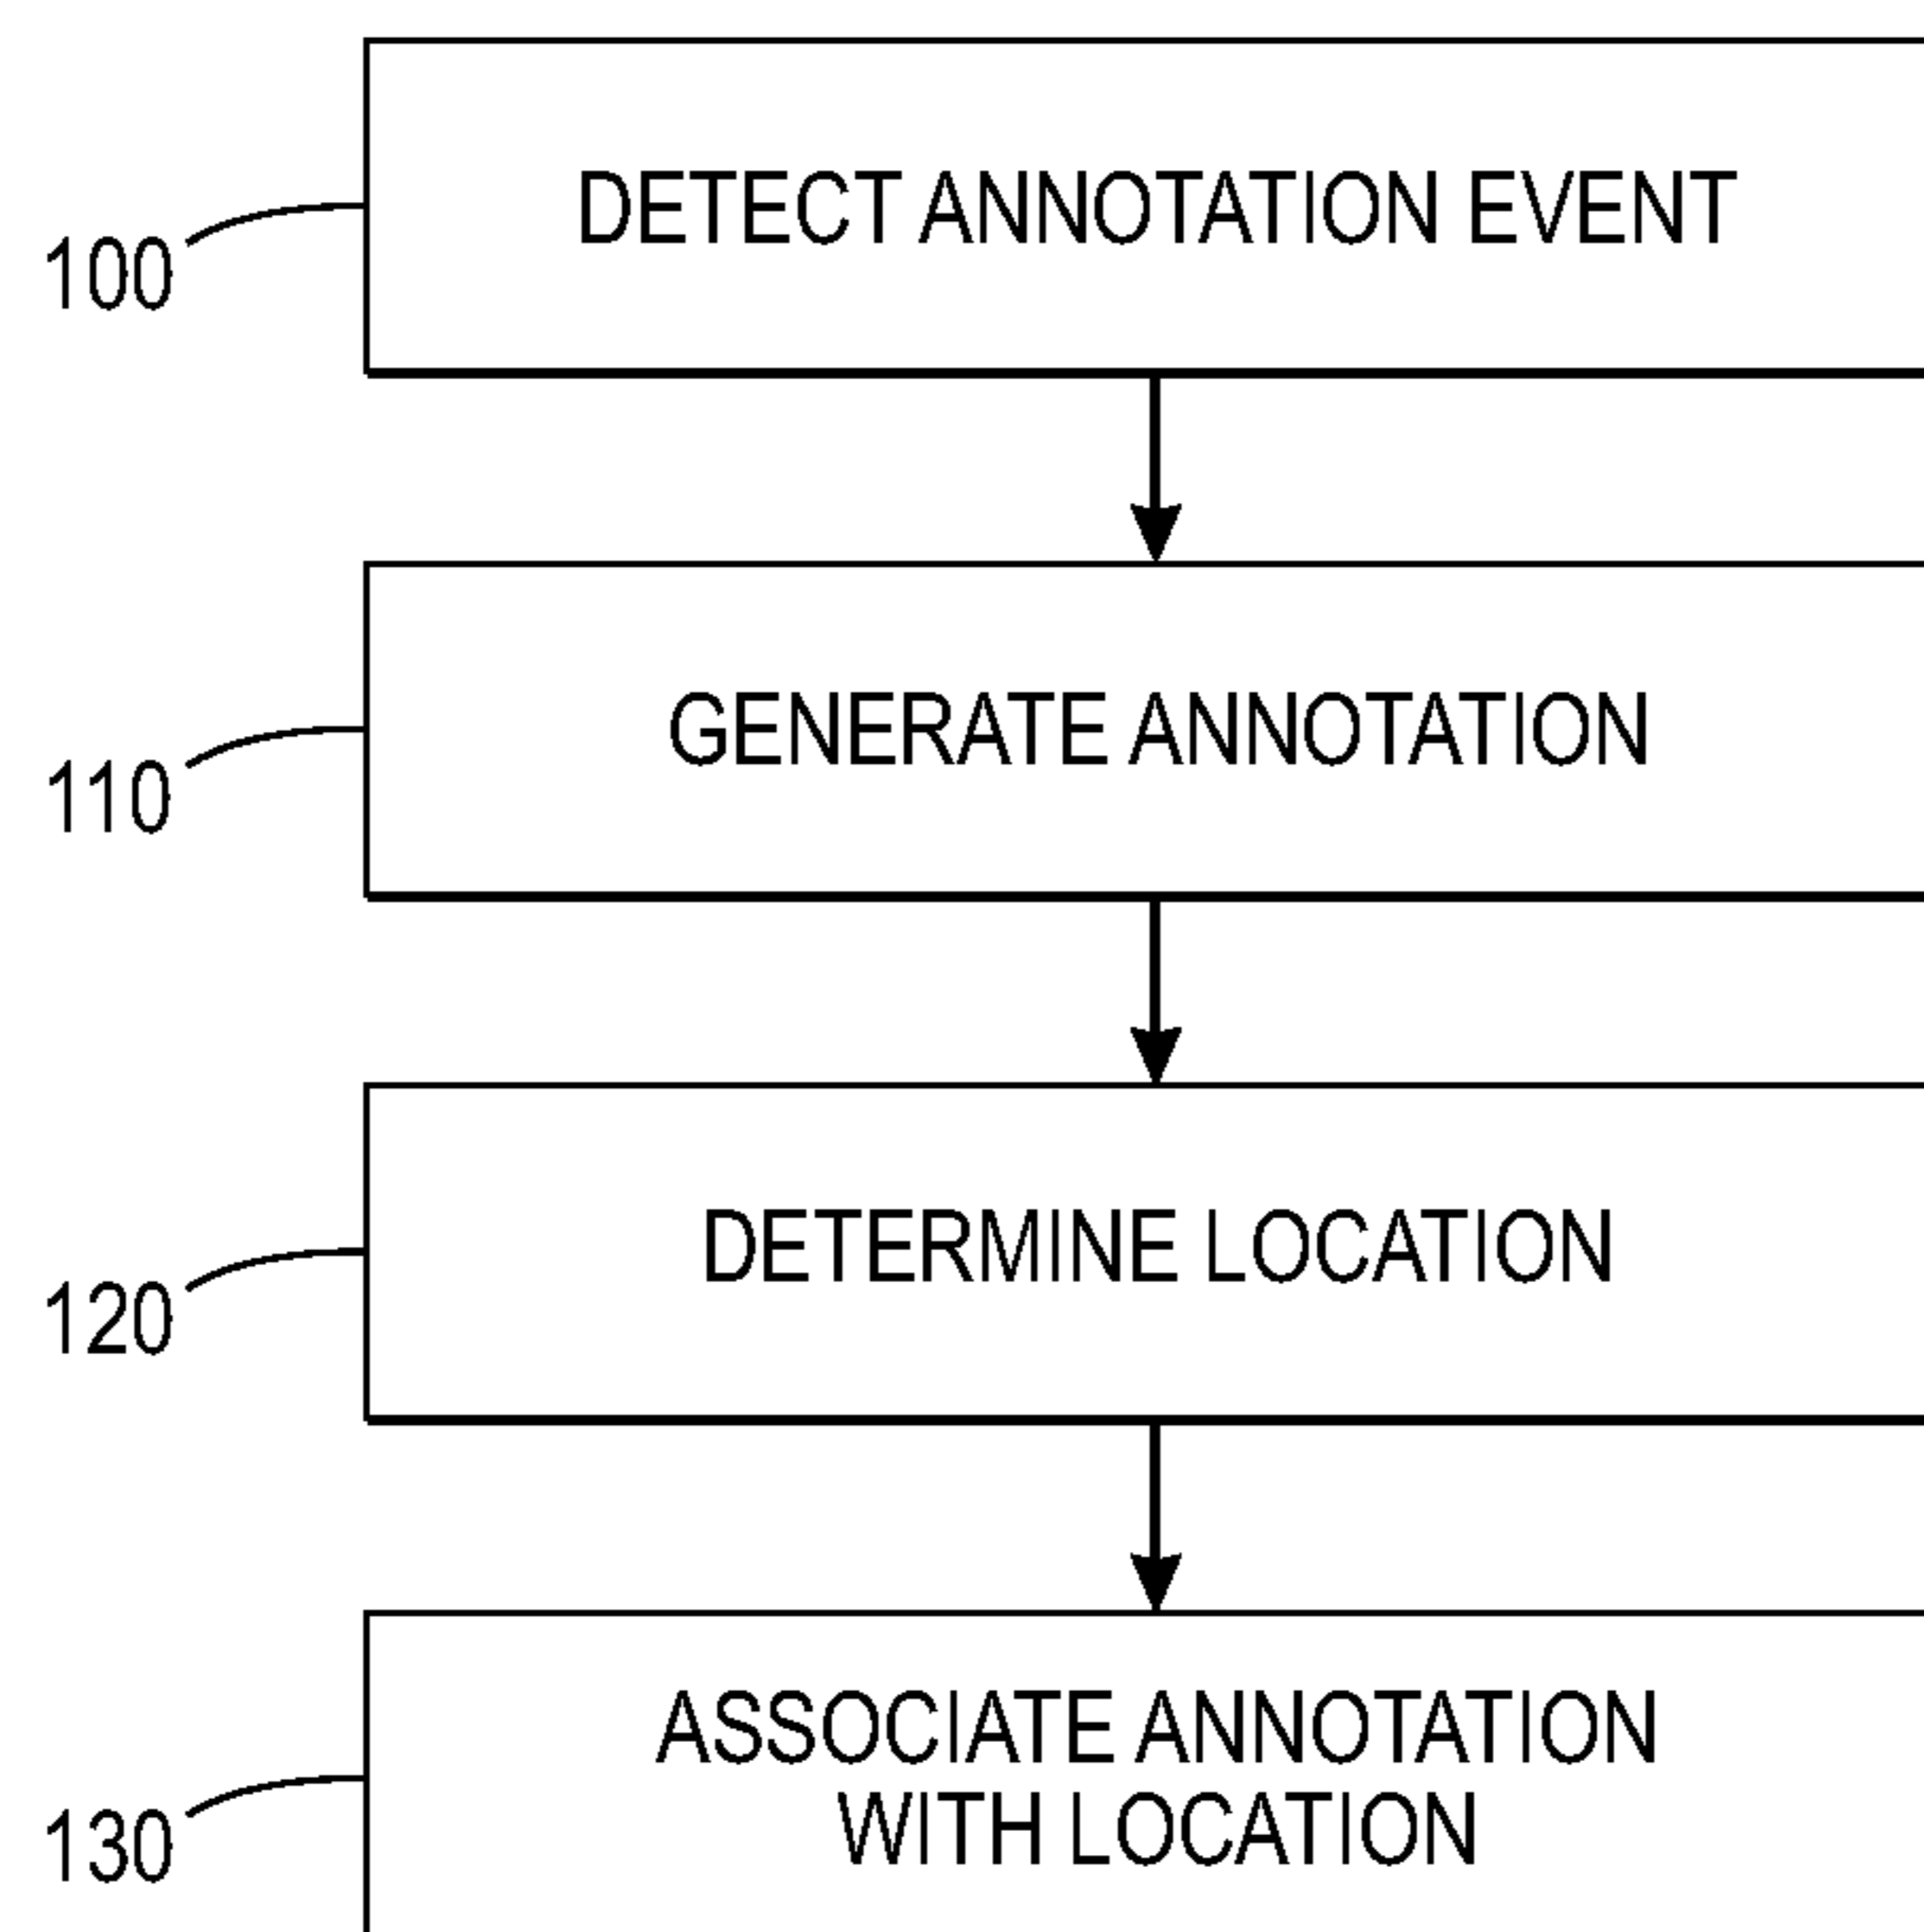 DETECT ANNOTATION EVENT
100
GENERATE ANNOTATION
110
DETERMINE LOCATION
120
ASSOCIATE ANNOTATION
WITH LOCATION
130